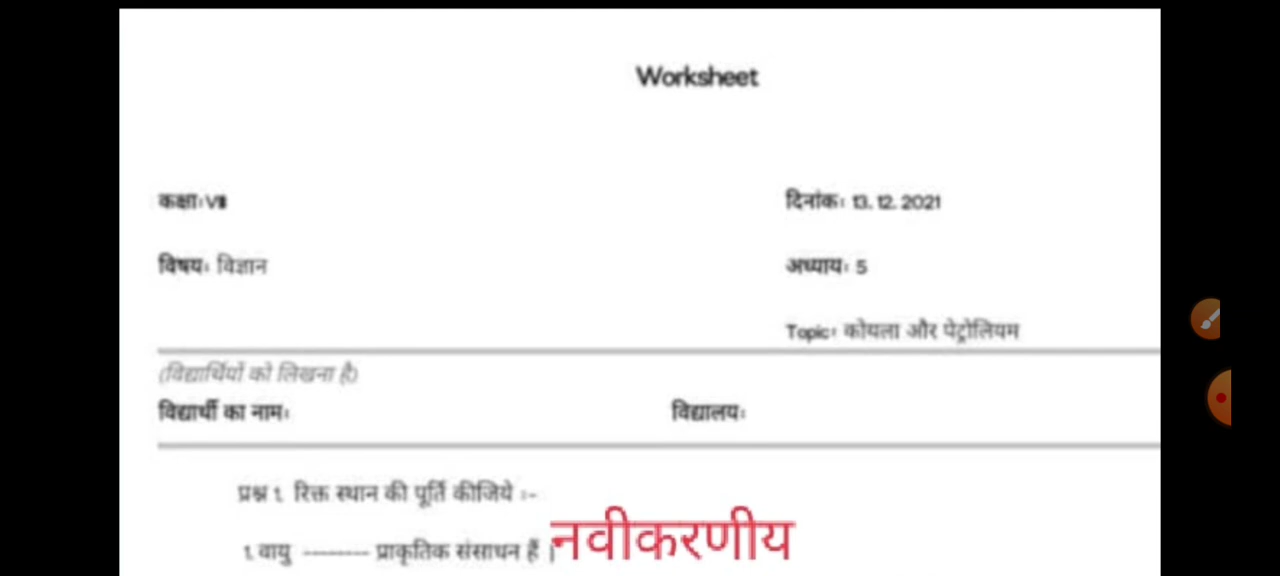 Worksheet
कक्षाः VIII
दिनांकः 13. 12. 2021
विषयः विज्ञान
अध्यायः 5
Topic: कोयला और पेट्रोलियम
(विद्यार्थियों को लिखना है)
विद्यार्थी का नामः
विद्यालयः
प्रश्न 1. रिक्त स्थान की पूर्ति कीजिये :-
1. वायु --------- प्राकृतिक संसाधन हैं | नवीकरणीय